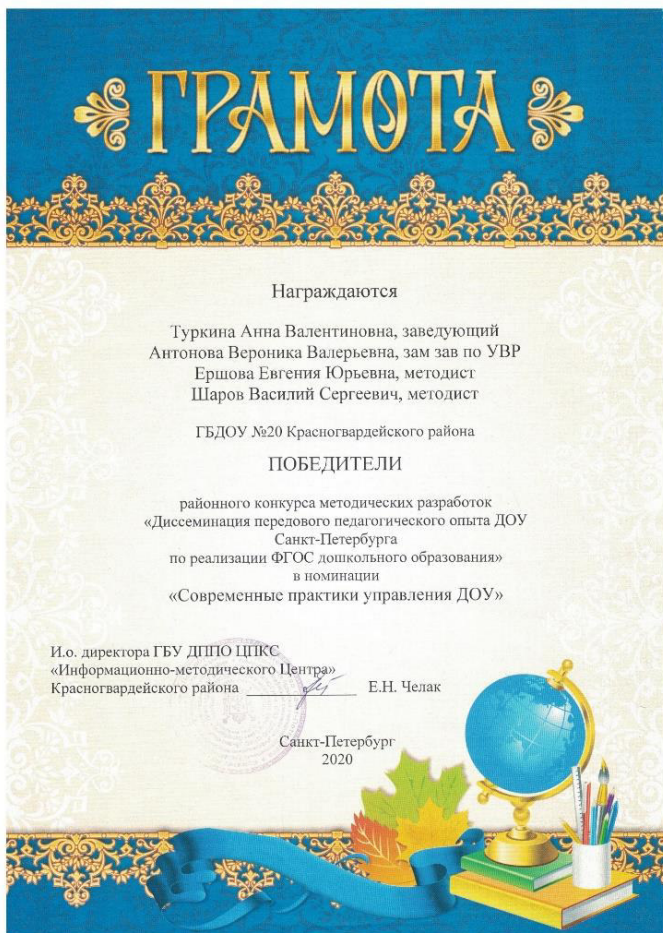 ГРАМОТА
Награждаются
Туркина Анна Валентиновна, заведующий
Антонова Вероника Валерьевна, зам зав по УВР
Ершова Евгения Юрьевна, методист
Шаров Василий Сергеевич, методист
ГБДОУ №20 Красногвардейского района
ПОБЕДИТЕЛИ
районного конкурса методических разработок
«Диссеминация передового педагогического опыта ДОУ
Санкт-Петербурга
по реализации ФГОС дошкольного образования»
в номинации
«Современные практики управления ДОУ»
И.о. директора ГБУ ДППО ЦПКС
«Информационно-методического Центра»
Красногвардейского района Е.Н. Челак
Санкт-Петербург
2020